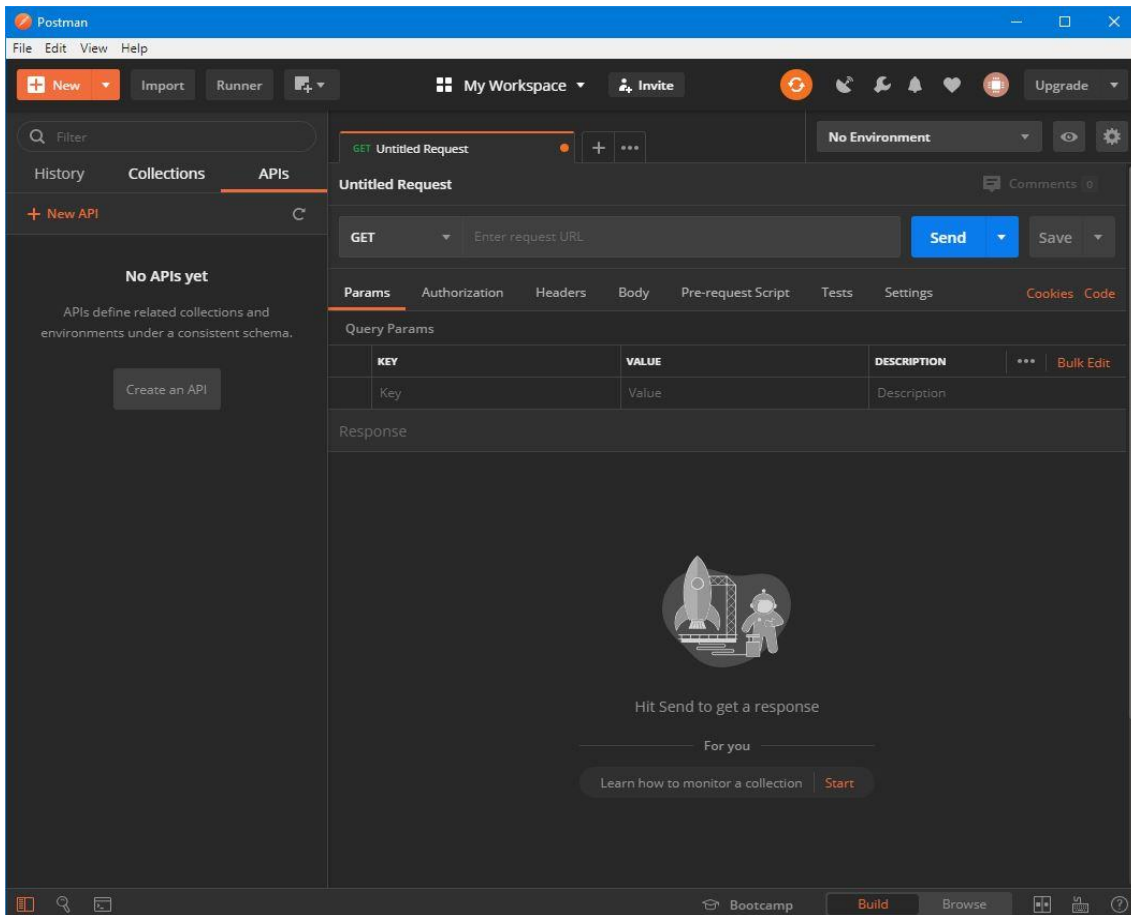 Postman
File Edit View Help
New Import Runner My Workspace Invite Upgrade
Filter
History Collections APIs
+ New API
No APIs yet
APIs define related collections and
environments under a consistent schema.
Create an API
GET Untitled Request + •••
No Environment
Untitled Request
Comments 0
GET Enter request URL Send Save
Params Authorization Headers Body Pre-request Script Tests Settings Cookies Code
Query Params
KEY VALUE DESCRIPTION ••• Bulk Edit
Key Value Description
Response
Hit Send to get a response
For you
Learn how to monitor a collection Start
Bootcamp Build Browse